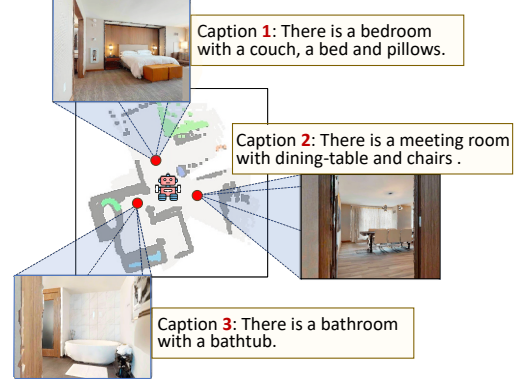 Caption 1: There is a bedroom
with a couch, a bed and pillows.
Caption 2: There is a meeting room
with dining-table and chairs .
Caption 3: There is a bathroom
with a bathtub.